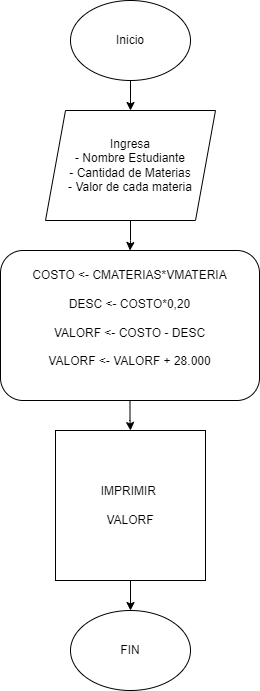 Inicio
Ingresa
- Nombre Estudiante
- Cantidad de Materias
- Valor de cada materia
COSTO <- CMATERIAS*VMATERIA
DESC <- COSTO*0,20
VALORF <- COSTO - DESC
VALORF <- VALORF + 28.000
IMPRIMIR
VALORF
FIN